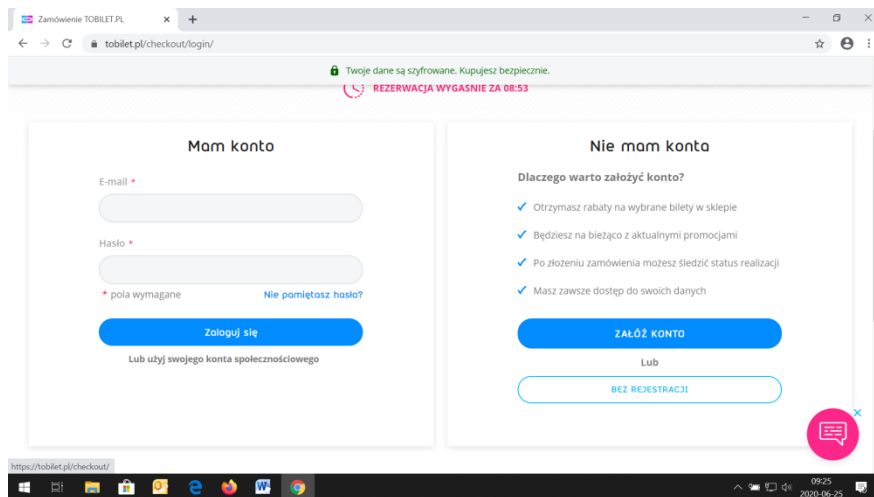 Zamówienie TOBILET.PL
tobilet.pl/checkout/login/
Twoje dane są szyfrowane. Kupujesz bezpiecznie.
REZERWACJA WYGAŚNIE ZA 08:53
Mam konto
E-mail *
Hasło *
* pola wymagane
Nie pamiętasz hasła?
Zaloguj się
Lub użyj swojego konta społecznościowego
Nie mam konta
Dlaczego warto założyć konto?
Otrzymasz rabaty na wybrane bilety w sklepie
Będziesz na bieżąco z aktualnymi promocjami
Po złożeniu zamówienia możesz śledzić status realizacji
Masz zawsze dostęp do swoich danych
ZAŁÓŻ KONTO
Lub
BEZ REJESTRACJI
https://tobilet.pl/checkout/
09:25
2020-06-25